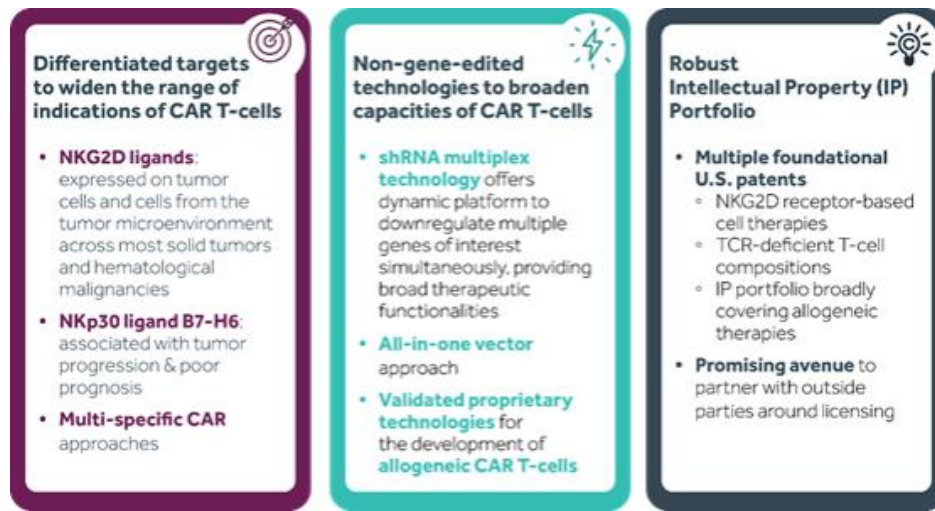 Differentiated targets
to widen the range of
indications of CAR T-cells
• NKG2D ligands:
expressed on tumor
cells and cells from the
tumor microenvironment
across most solid tumors
and hematological
malignancies
• NKp30 ligand B7-H6:
associated with tumor
progression & poor
prognosis
• Multi-specific CAR
approaches
Non-gene-edited
technologies to broaden
capacities of CAR T-cells
• shRNA multiplex
technology offers
dynamic platform to
downregulate multiple
genes of interest
simultaneously, providing
broad therapeutic
functionalities
• All-in-one vector
approach
• Validated proprietary
technologies for
the development of
allogeneic CAR T-cells
C
Robust
Intellectual Property (IP)
Portfolio
• Multiple foundational
U.S. patents
◦ NKG2D receptor-based
cell therapies
◦ TCR-deficient T-cell
compositions
◦ IP portfolio broadly
covering allogeneic
therapies
• Promising avenue to
partner with outside
parties around licensing